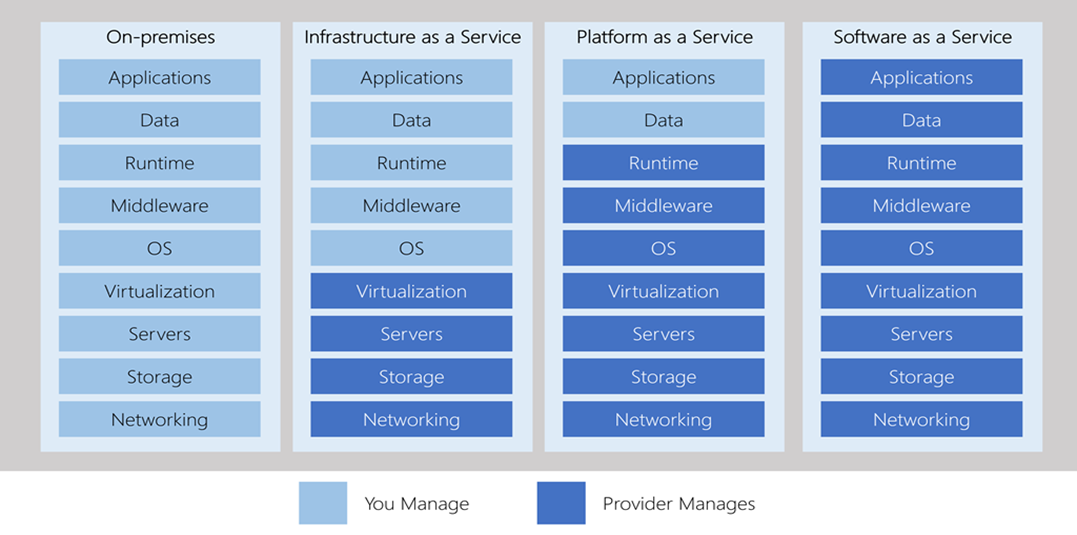 On-premises
Applications
Data
Runtime
Middleware
OS
Virtualization
Servers
Storage
Networking
Infrastructure as a Service
Applications
Data
Runtime
Middleware
OS
Virtualization
Servers
Storage
Networking
Platform as a Service
Applications
Data
Runtime
Middleware
OS
Virtualization
Servers
Storage
Networking
Software as a Service
Applications
Data
Runtime
Middleware
OS
Virtualization
Servers
Storage
Networking
You Manage
Provider Manages